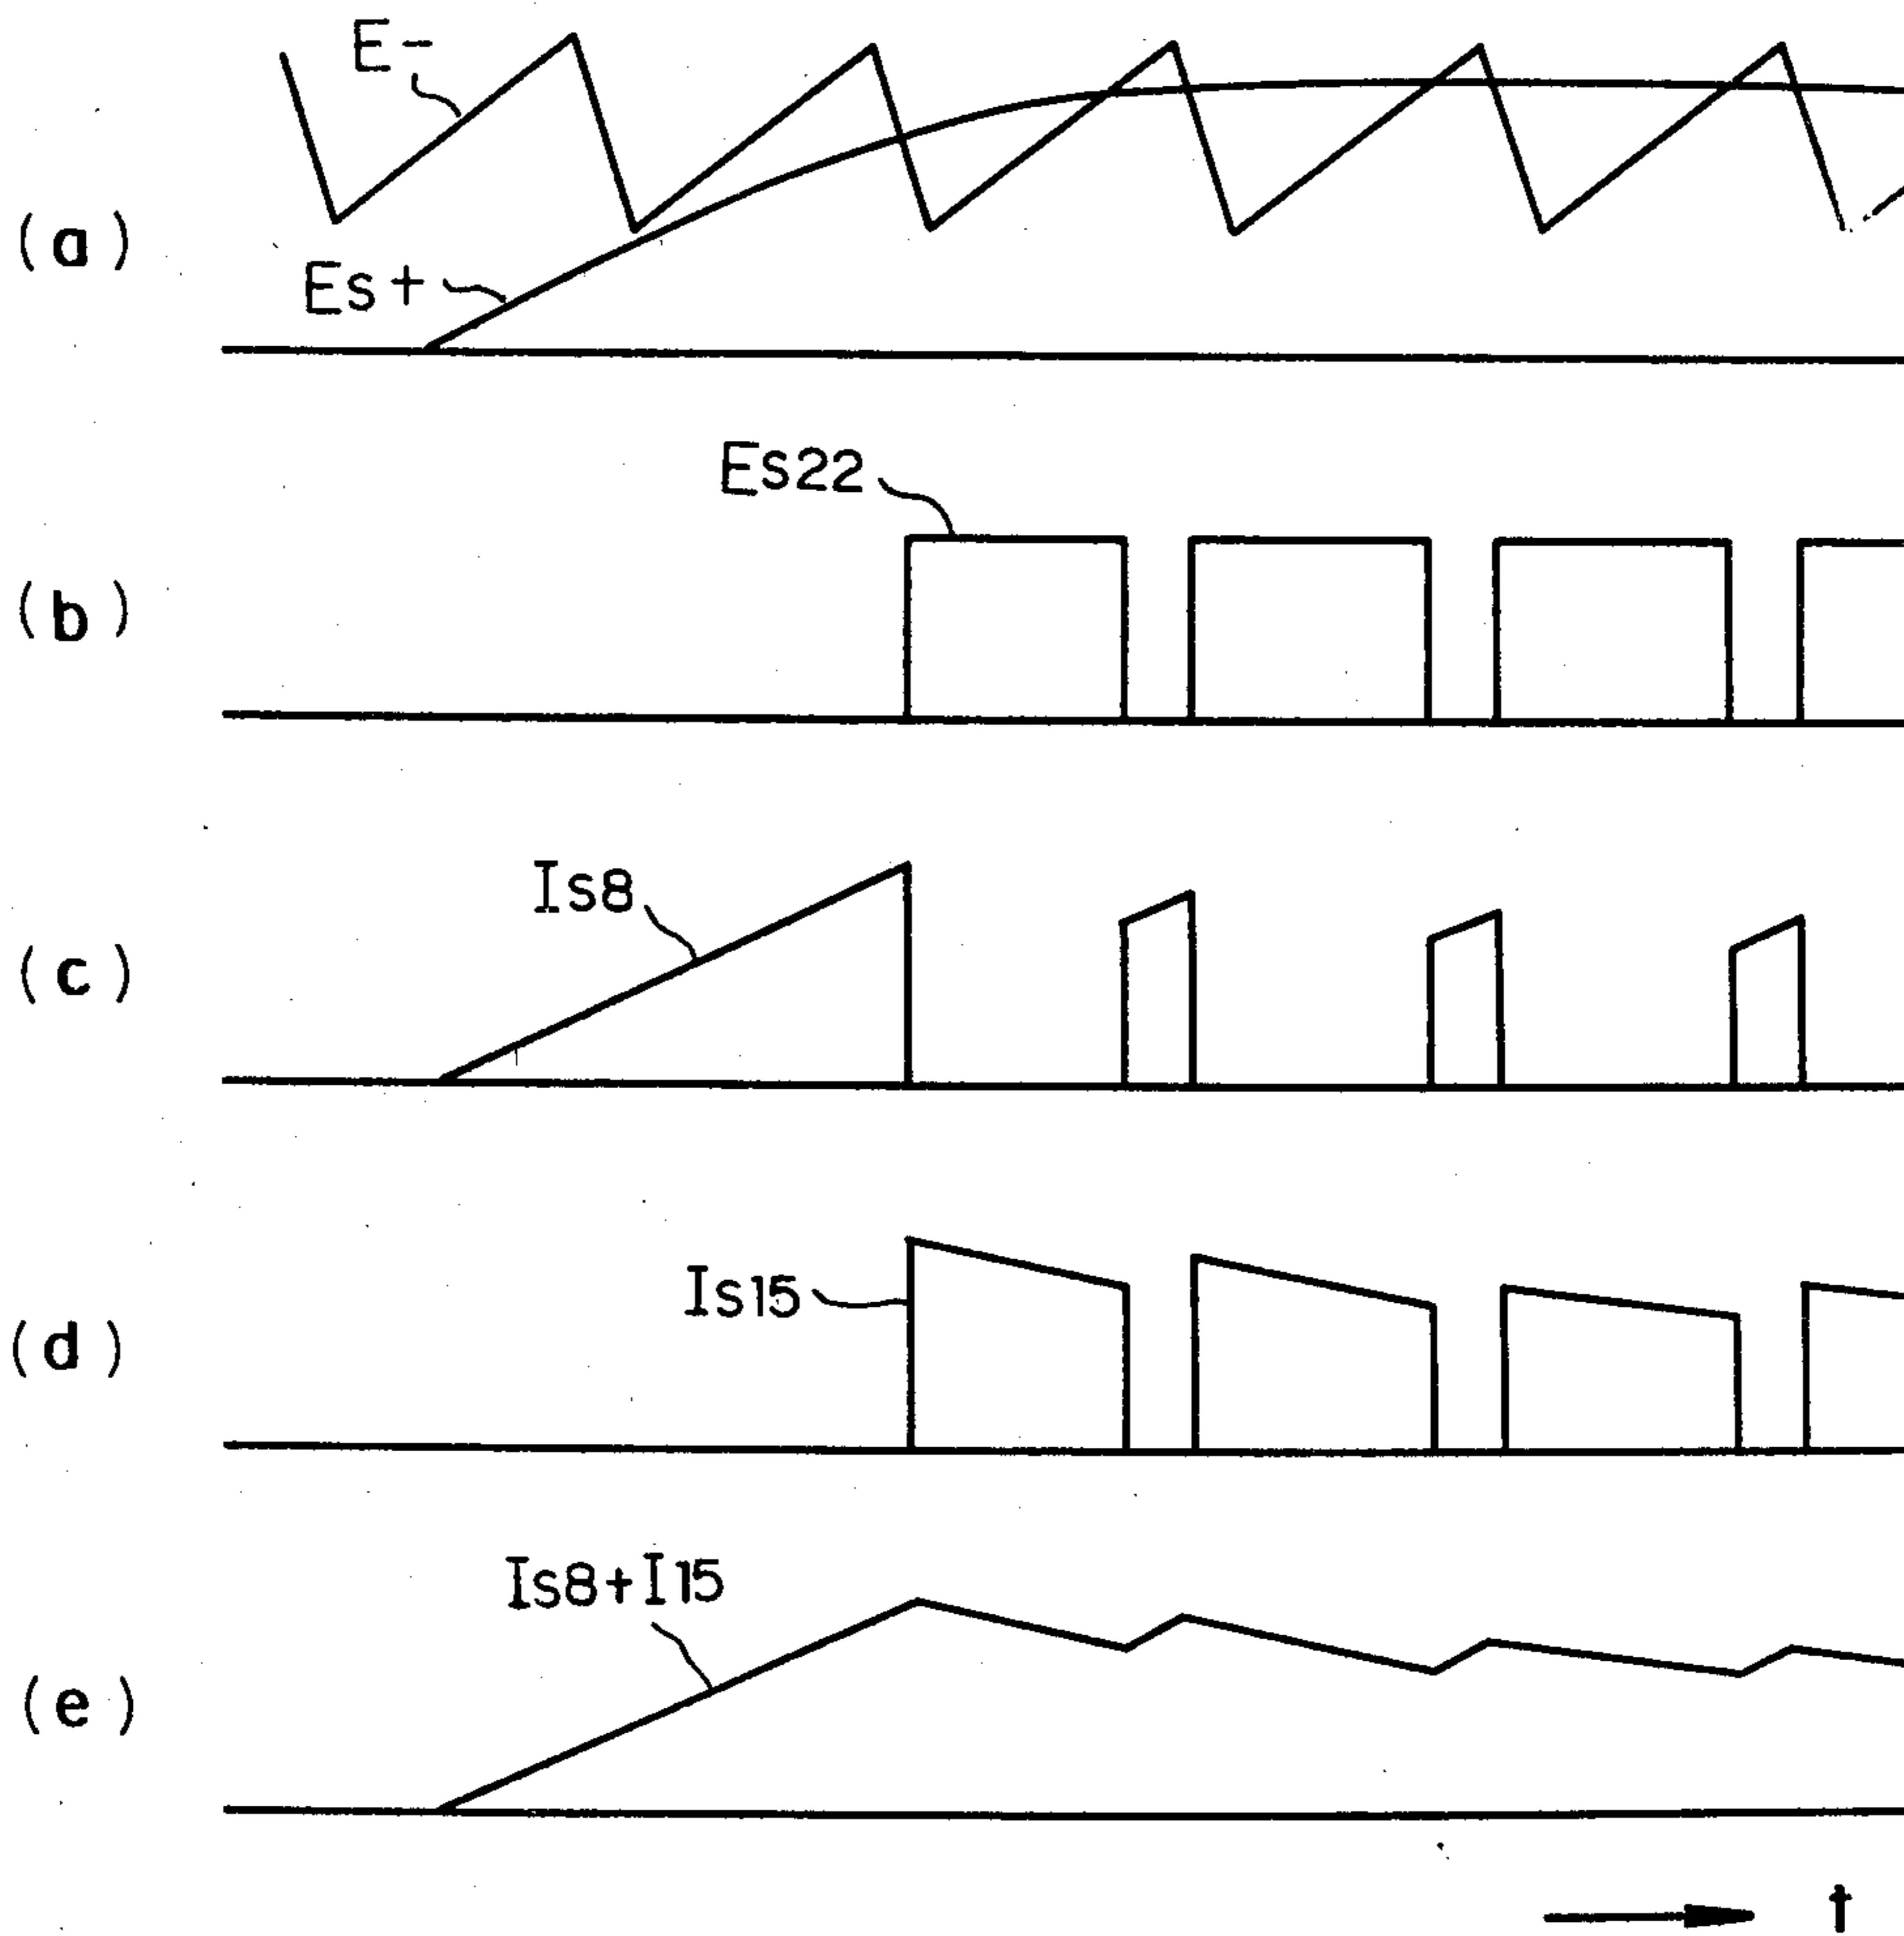 E-
(a)
Es+
Es22
(b)
Is8
(c)
Is15
(d)
Is8+I15
(e)
t